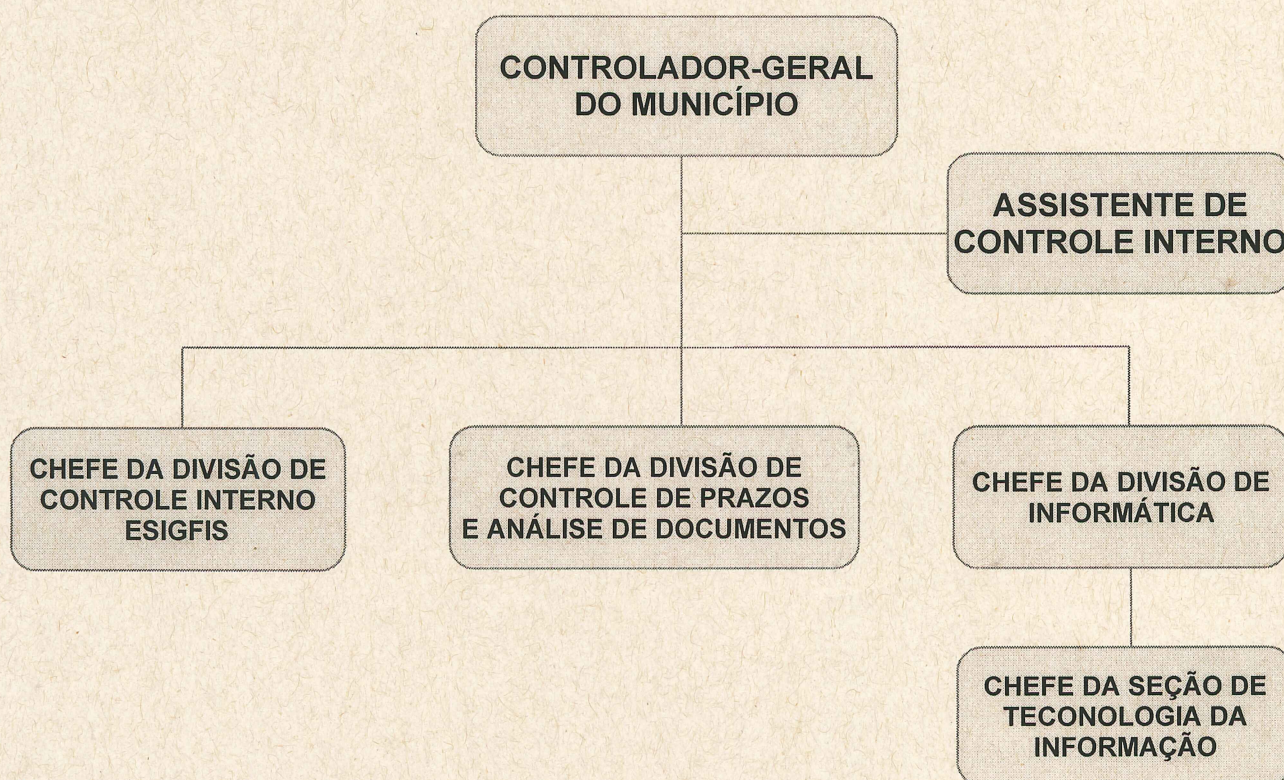 CONTROLADOR-GERAL
DO MUNICÍPIO
ASSISTENTE DE
CONTROLE INTERNO
CHEFE DA DIVISÃO DE
CONTROLE INTERNO
ESIGFIS
CHEFE DA DIVISÃO DE
CONTROLE DE PRAZOS
E ANÁLISE DE DOCUMENTOS
CHEFE DA DIVISÃO DE
INFORMÁTICA
CHEFE DA SEÇÃO DE
TECONOLOGIA DA
INFORMAÇÃO